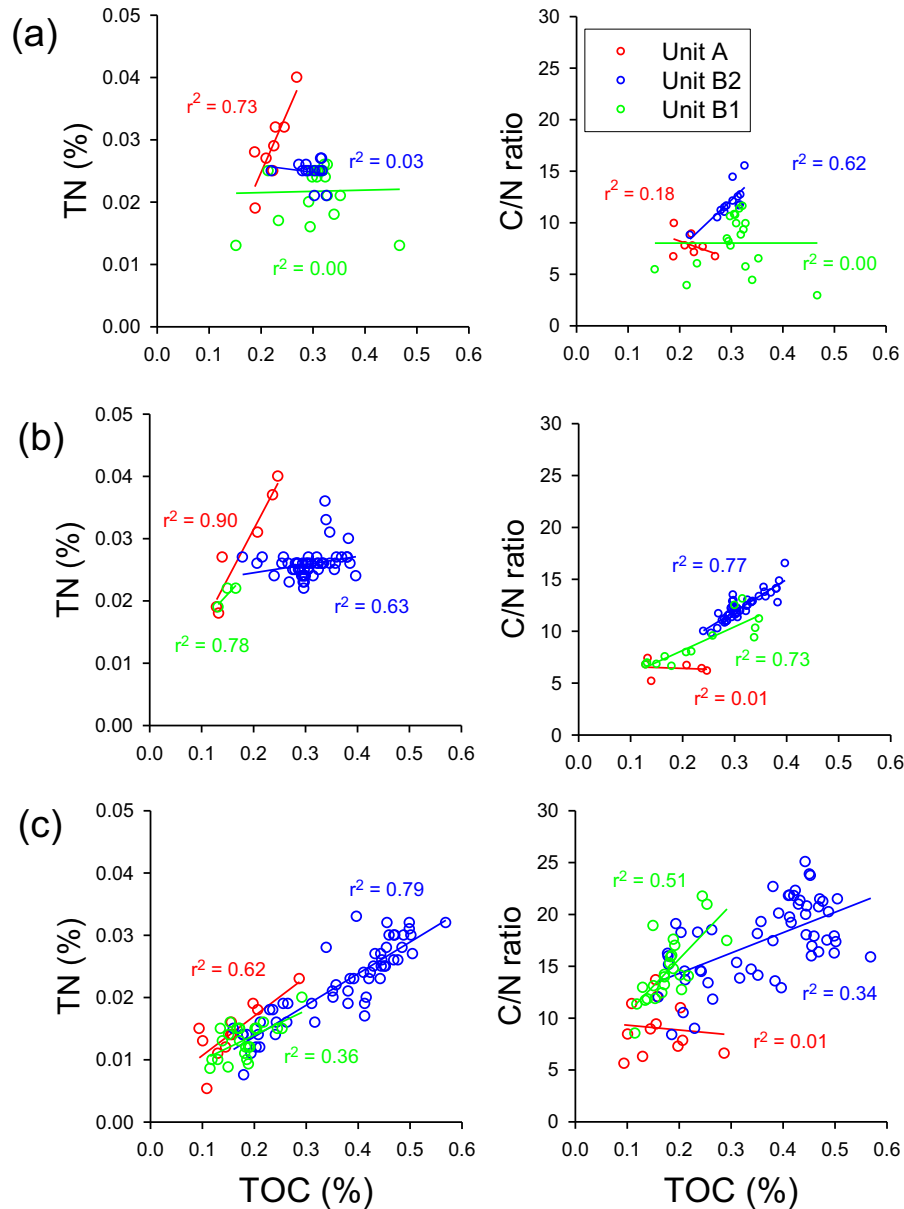 (a)
TN (%)
0.05
0.04
0.03
0.02
0.01
0.00
0.0 0.1 0.2 0.3 0.4 0.5 0.6
r² = 0.73
r² = 0.03
r² = 0.00
C/N ratio
30
25
20
15
10
5
0
0.0 0.1 0.2 0.3 0.4 0.5 0.6
Unit A
Unit B2
Unit B1
r² = 0.62
r² = 0.18
r² = 0.00
(b)
TN (%)
0.05
0.04
0.03
0.02
0.01
0.00
0.0 0.1 0.2 0.3 0.4 0.5 0.6
r² = 0.90
r² = 0.63
r² = 0.78
C/N ratio
30
25
20
15
10
5
0
0.0 0.1 0.2 0.3 0.4 0.5 0.6
r² = 0.77
r² = 0.73
r² = 0.01
(c)
TN (%)
0.05
0.04
0.03
0.02
0.01
0.00
0.0 0.1 0.2 0.3 0.4 0.5 0.6
TOC (%)
r² = 0.79
r² = 0.62
r² = 0.36
C/N ratio
30
25
20
15
10
5
0
0.0 0.1 0.2 0.3 0.4 0.5 0.6
TOC (%)
r² = 0.51
r² = 0.34
r² = 0.01